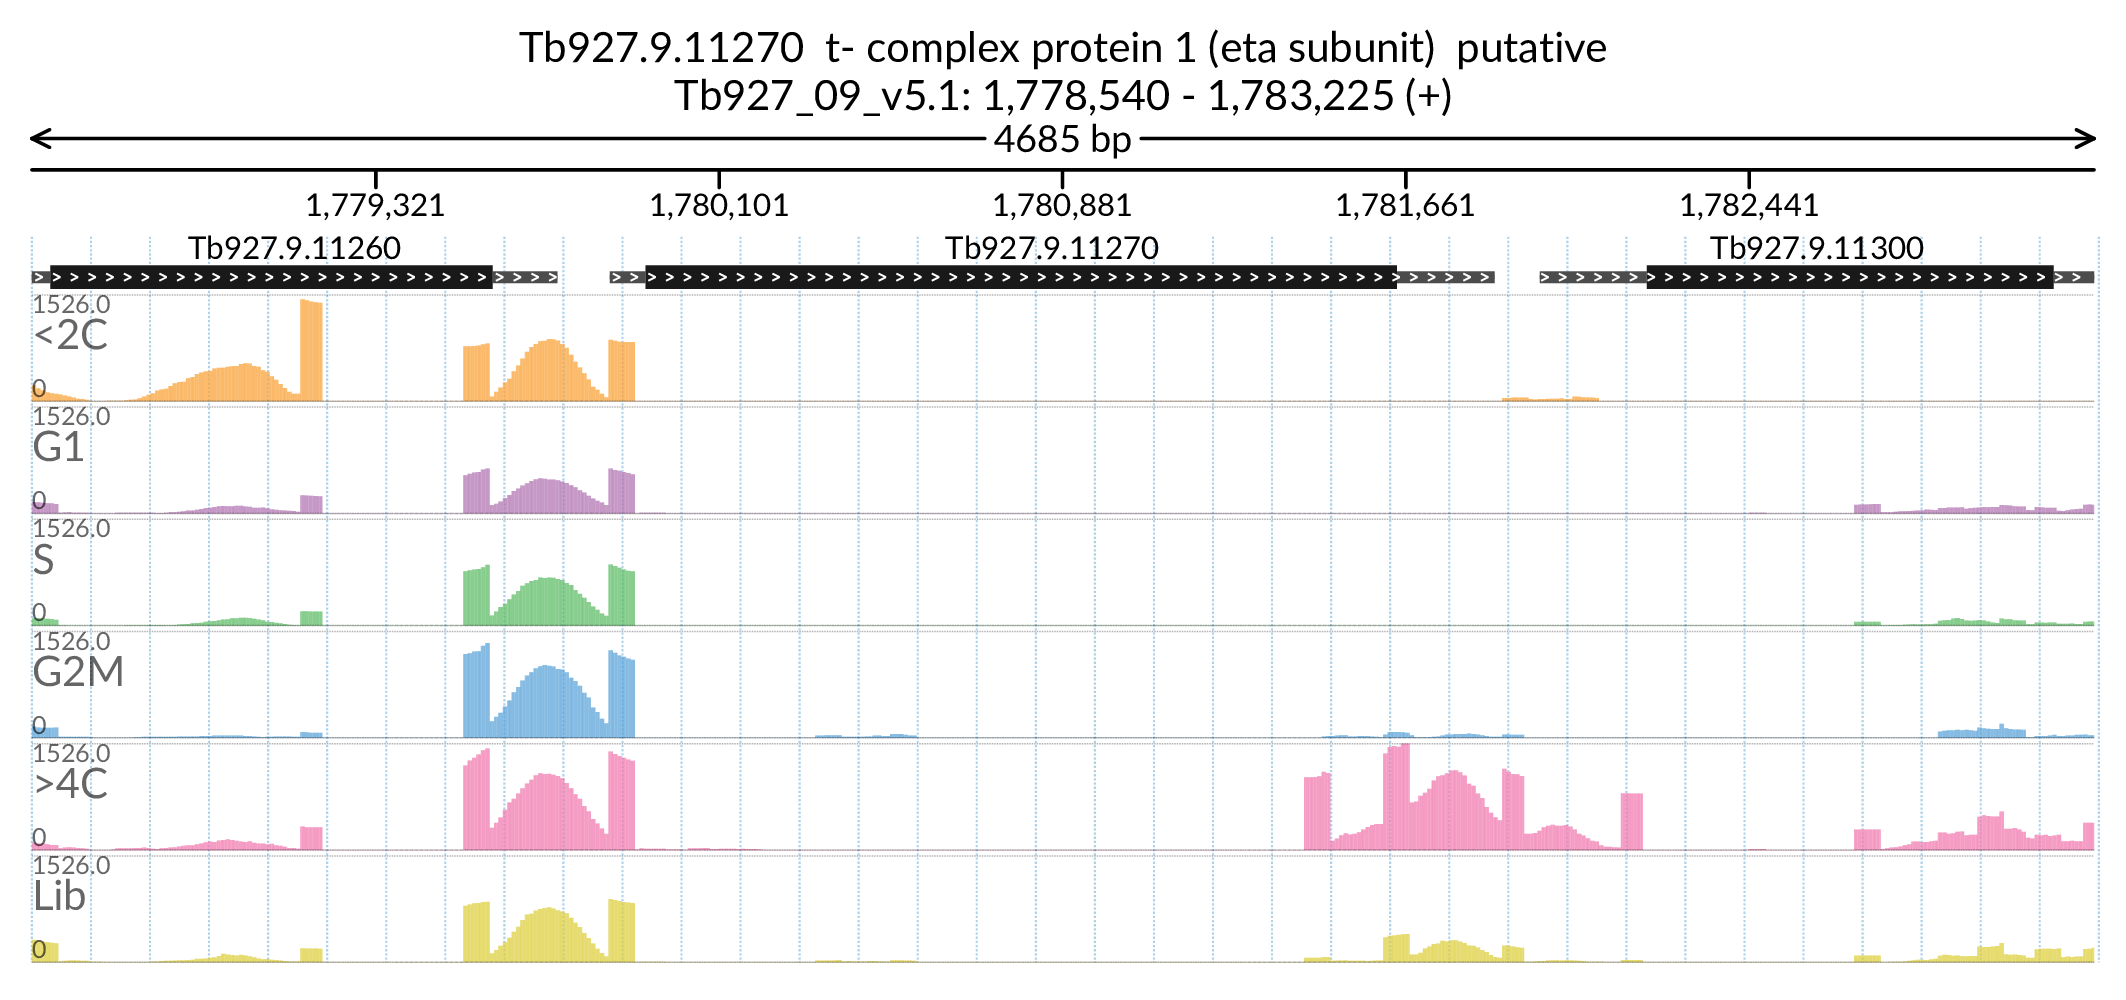 Tb927.9.11270 t- complex protein 1 (eta subunit) putative
Tb927_09_v5.1: 1,778,540 - 1,783,225 (+)
4685 bp
1,779,321 1,780,101 1,780,881 1,781,661 1,782,441
Tb927.9.11260 Tb927.9.11270 Tb927.9.11300
1526.0
<2C
0
1526.0
G1
0
1526.0
S
0
1526.0
G2M
0
1526.0
>4C
0
1526.0
Lib
0